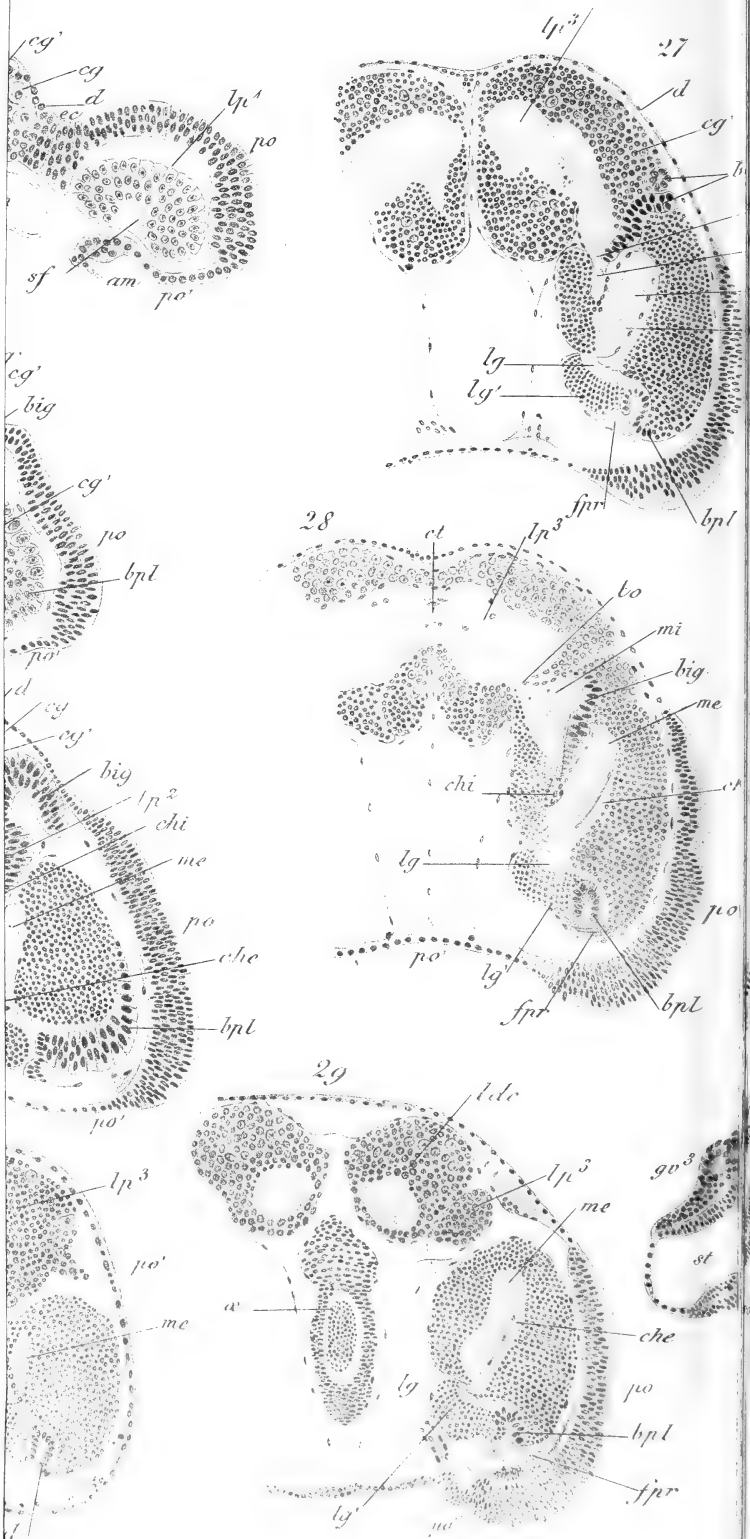 cg'
cg
d
ec
lp¹
po
sf
am
po'
lp³
27
d
cg'
lg
lg'
fpr
bpl
cg'
big
cg'
po
bpl
po'
28
ct
lp³
to
mi
big
me
chi
lg
po
po'
lg'
fpr
bpl
d
cg
cg'
big
lp²
chi
me
po
che
bpl
po'
29
ldc
lp³
me
œ
che
lg
po
bpl
fpr
lg'
po'
lp³
po'
me
gv³
st